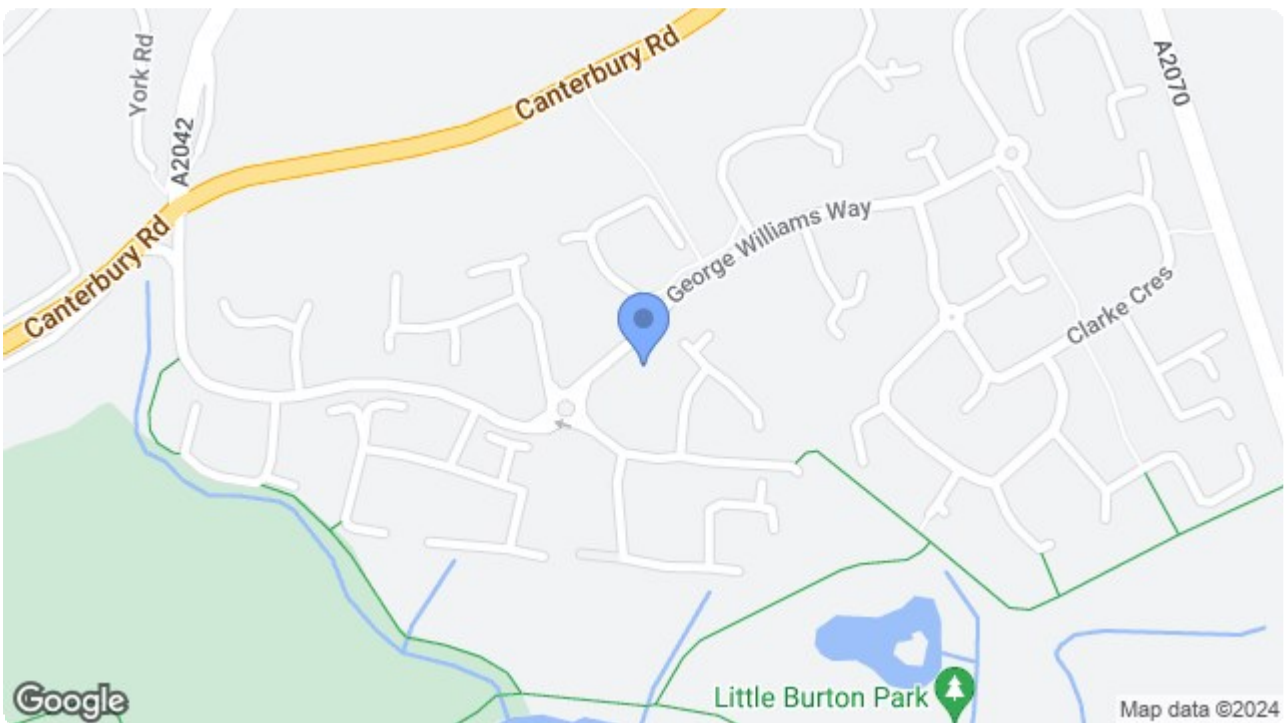 York Rd
Canterbury Rd
A2070
A2042
George Williams Way
Canterbury Rd
Clarke Cres
Little Burton Park
Google
Map data ©2024